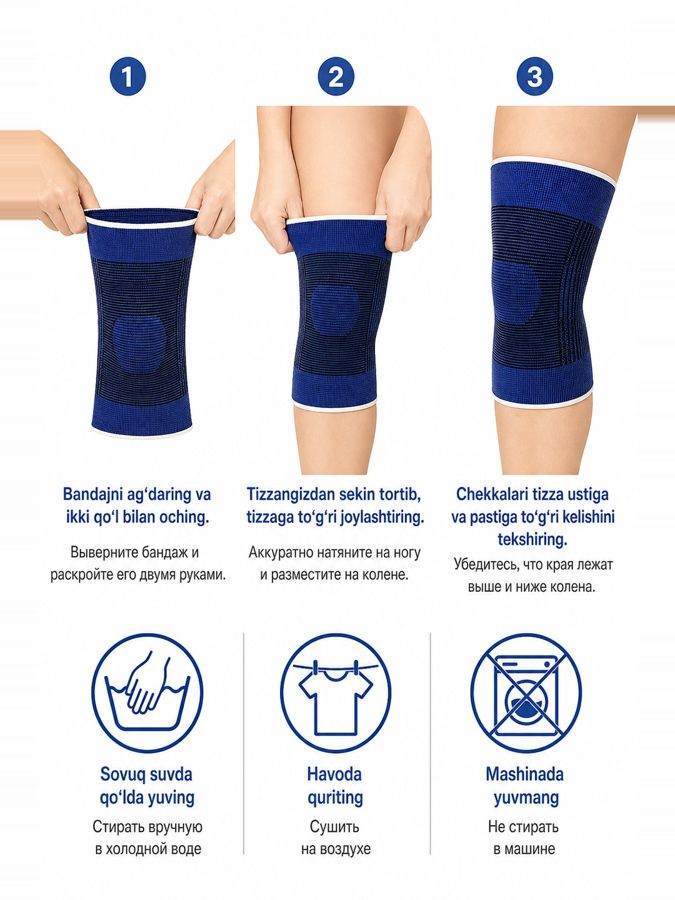 1
2
3
Bandajni ag‘daring va
ikki qo‘l bilan oching.
Выверните бандаж и
раскройте его двумя руками.
Tizzangizdan sekin tortib,
tizzaga to‘g‘ri joylashtiring.
Аккуратно натяните на ногу
и разместите на колене.
Chekkalari tizza ustiga
va pastiga to‘g‘ri kelishini
tekshiring.
Убедитесь, что края лежат
выше и ниже колена.
Sovuq suvda
qo‘lda yuving
Стирать вручную
в холодной воде
Havoda
quriting
Сушить
на воздухе
Mashinada
yuvmang
Не стирать
в машине